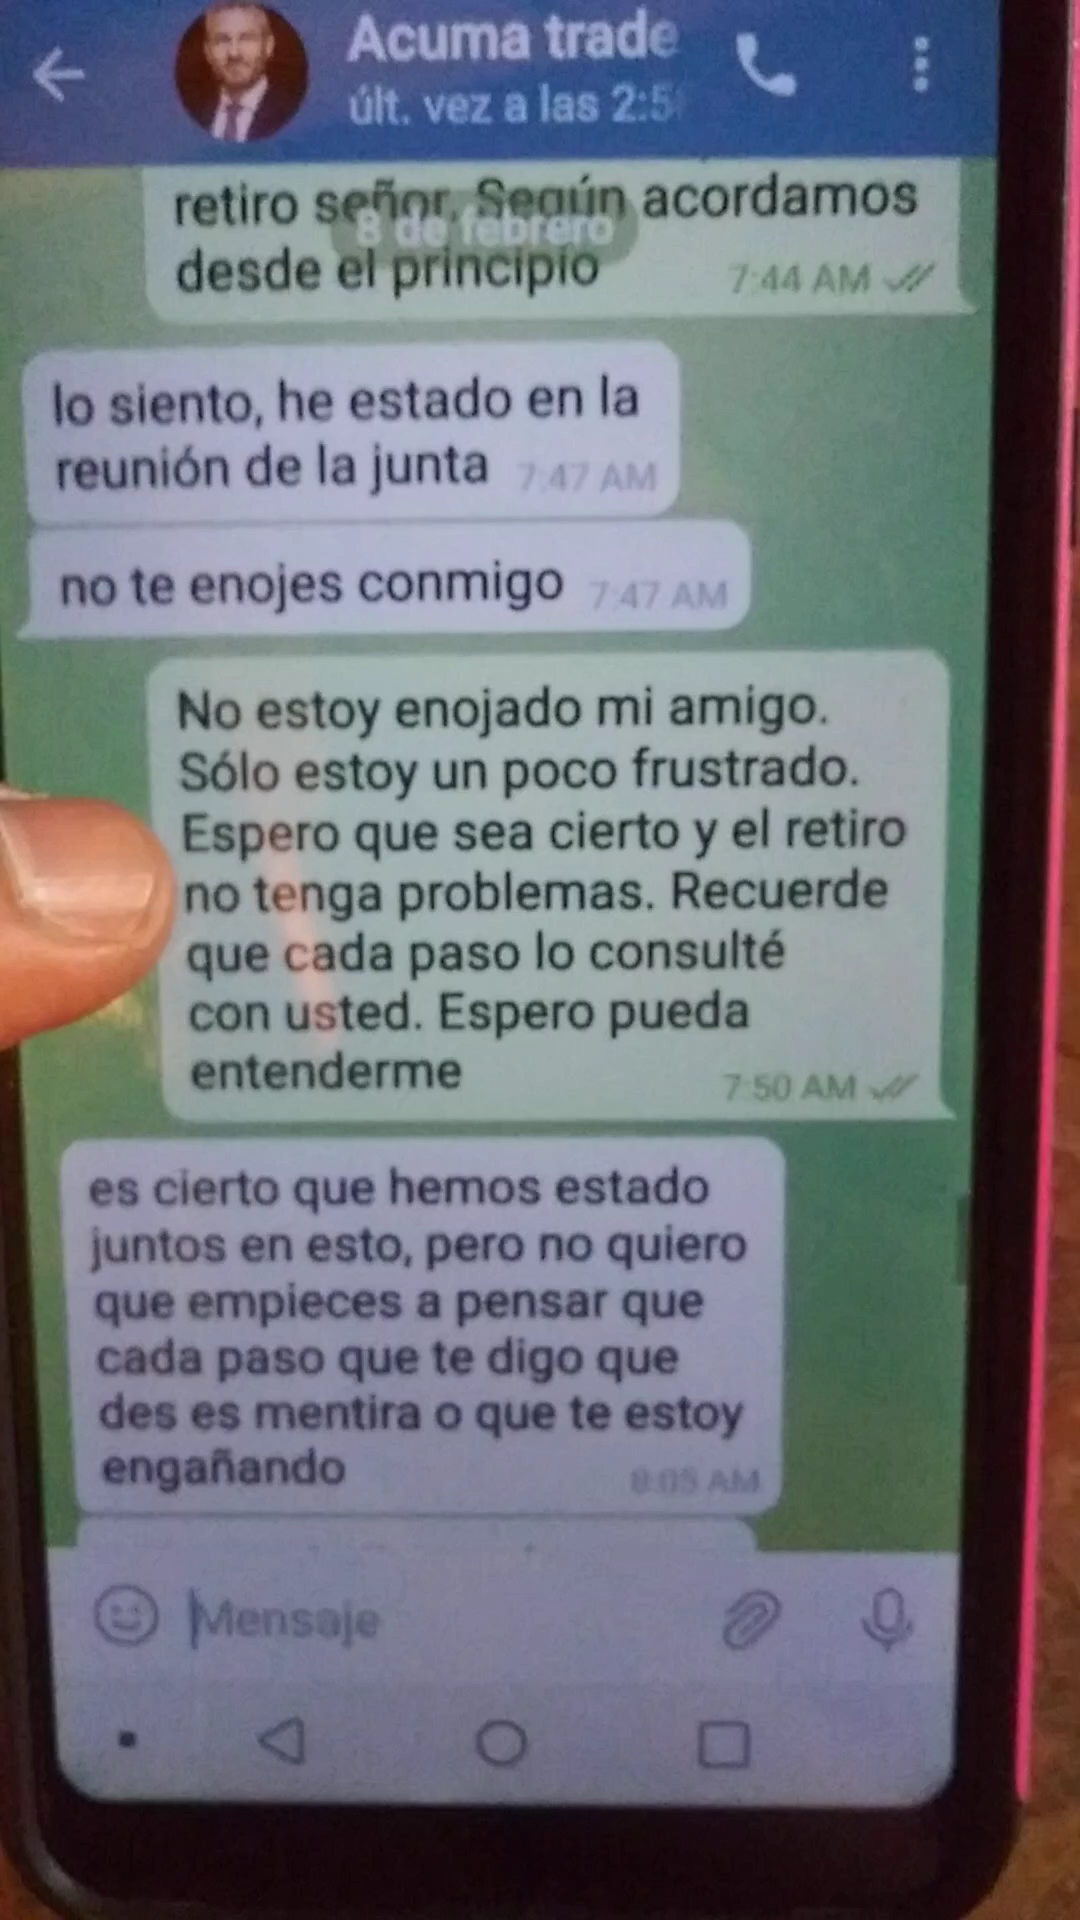 Acuma trade
últ. vez a las 2:5
retiro señor. Según acordamos
8 de febrero
desde el principio
7:44 AM
lo siento, he estado en la
reunión de la junta 7:47 AM
no te enojes conmigo 7:47 AM
No estoy enojado mi amigo.
Sólo estoy un poco frustrado.
Espero que sea cierto y el retiro
no tenga problemas. Recuerde
que cada paso lo consulté
con usted. Espero pueda
entenderme 7:50 AM
es cierto que hemos estado
juntos en esto, pero no quiero
que empieces a pensar que
cada paso que te digo que
des es mentira o que te estoy
engañando 8:05 AM
Mensaje